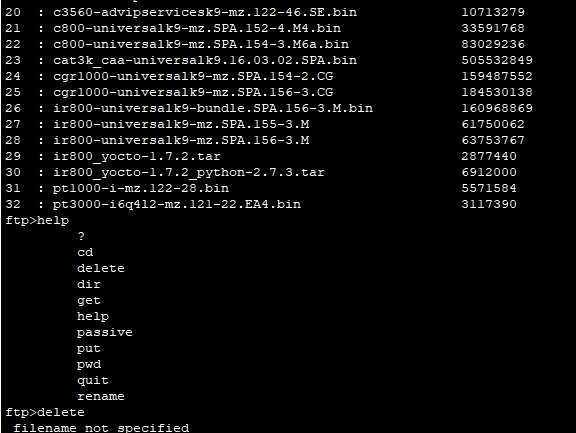 20 : c3560-advipservicesk9-mz.122-46.SE.bin 10713279
21 : c800-universalk9-mz.SPA.152-4.M4.bin 33591768
22 : c800-universalk9-mz.SPA.154-3.M6a.bin 83029236
23 : cat3k_caa-universalk9.16.03.02.SPA.bin 505532849
24 : cgr1000-universalk9-mz.SPA.154-2.CG 159487552
25 : cgr1000-universalk9-mz.SPA.156-3.CG 184530138
26 : ir800-universalk9-bundle.SPA.156-3.M.bin 160968869
27 : ir800-universalk9-mz.SPA.155-3.M 61750062
28 : ir800-universalk9-mz.SPA.156-3.M 63753767
29 : ir800_yocto-1.7.2.tar 2877440
30 : ir800_yocto-1.7.2_python-2.7.3.tar 6912000
31 : pt1000-i-mz.122-28.bin 5571584
32 : pt3000-i6q4l2-mz.121-22.EA4.bin 3117390
ftp>help
?
cd
delete
dir
get
help
passive
put
pwd
quit
rename
ftp>delete
filename not specified